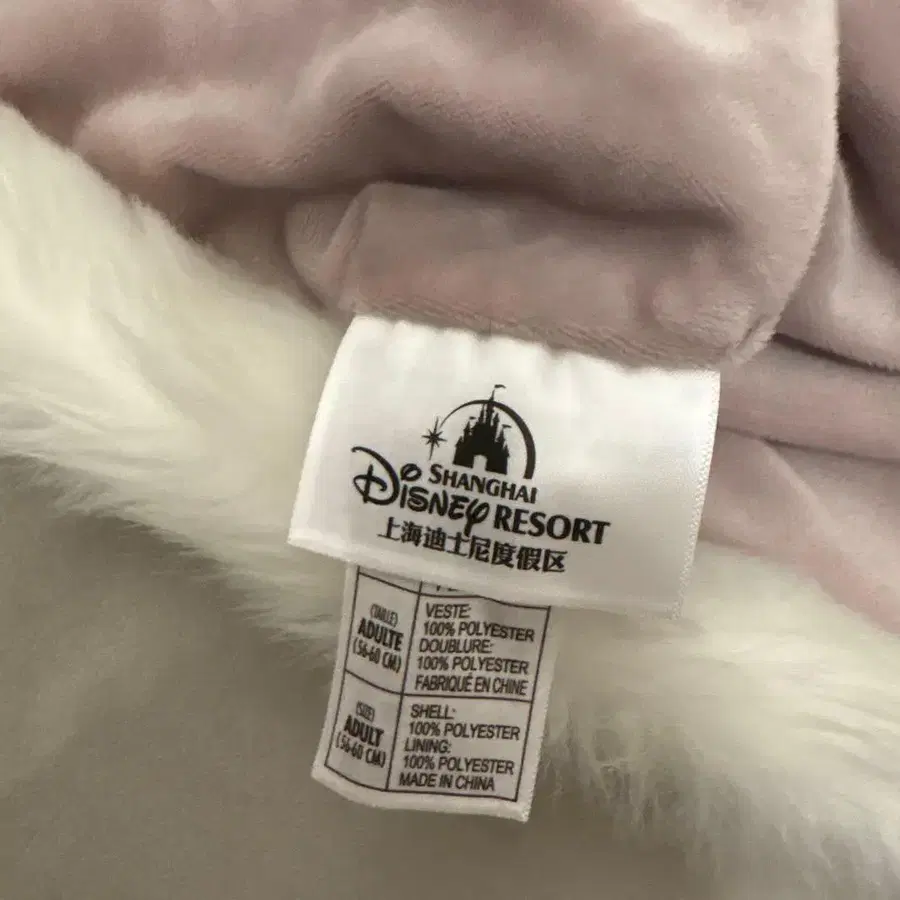 SHANGHAI
DISNEY RESORT
上海迪士尼度假区
(TAILLE)
ADULTE
(56-60 CM)
VESTE:
100% POLYESTER
DOUBLURE:
100% POLYESTER
FABRIQUÉ EN CHINE
(SIZE)
ADULT
(56-60 CM)
SHELL:
100% POLYESTER
LINING:
100% POLYESTER
MADE IN CHINA